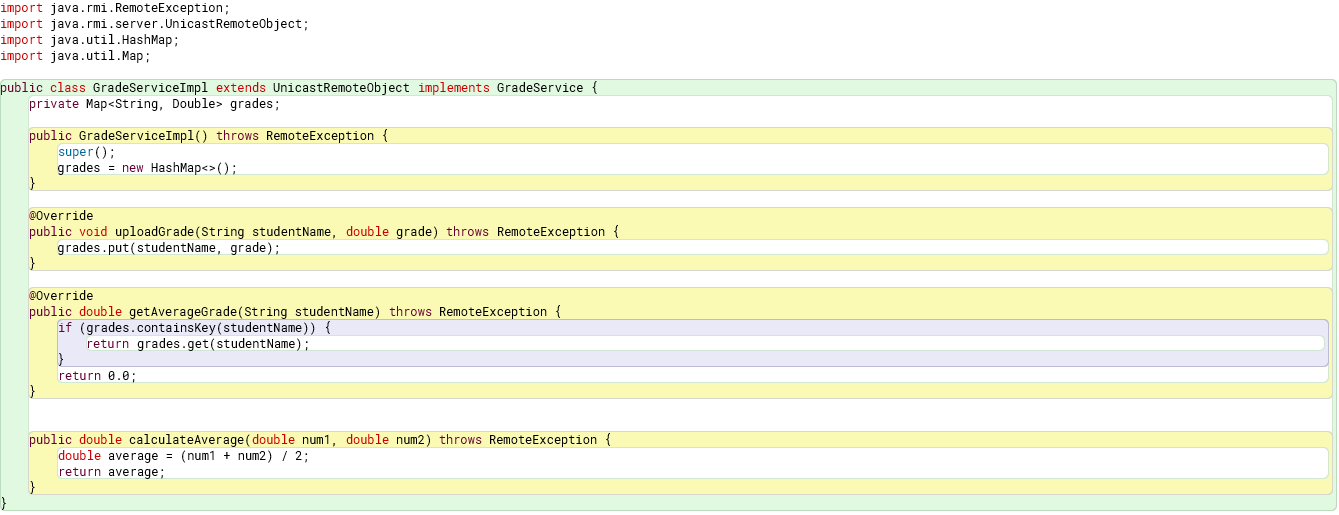 import java.rmi.RemoteException;
import java.rmi.server.UnicastRemoteObject;
import java.util.HashMap;
import java.util.Map;

public class GradeServiceImpl extends UnicastRemoteObject implements GradeService {
    private Map<String, Double> grades;

    public GradeServiceImpl() throws RemoteException {
        super();
        grades = new HashMap<>();
    }

    @Override
    public void uploadGrade(String studentName, double grade) throws RemoteException {
        grades.put(studentName, grade);
    }

    @Override
    public double getAverageGrade(String studentName) throws RemoteException {
        if (grades.containsKey(studentName)) {
            return grades.get(studentName);
        }
        return 0.0;
    }


    public double calculateAverage(double num1, double num2) throws RemoteException {
        double average = (num1 + num2) / 2;
        return average;
    }
}